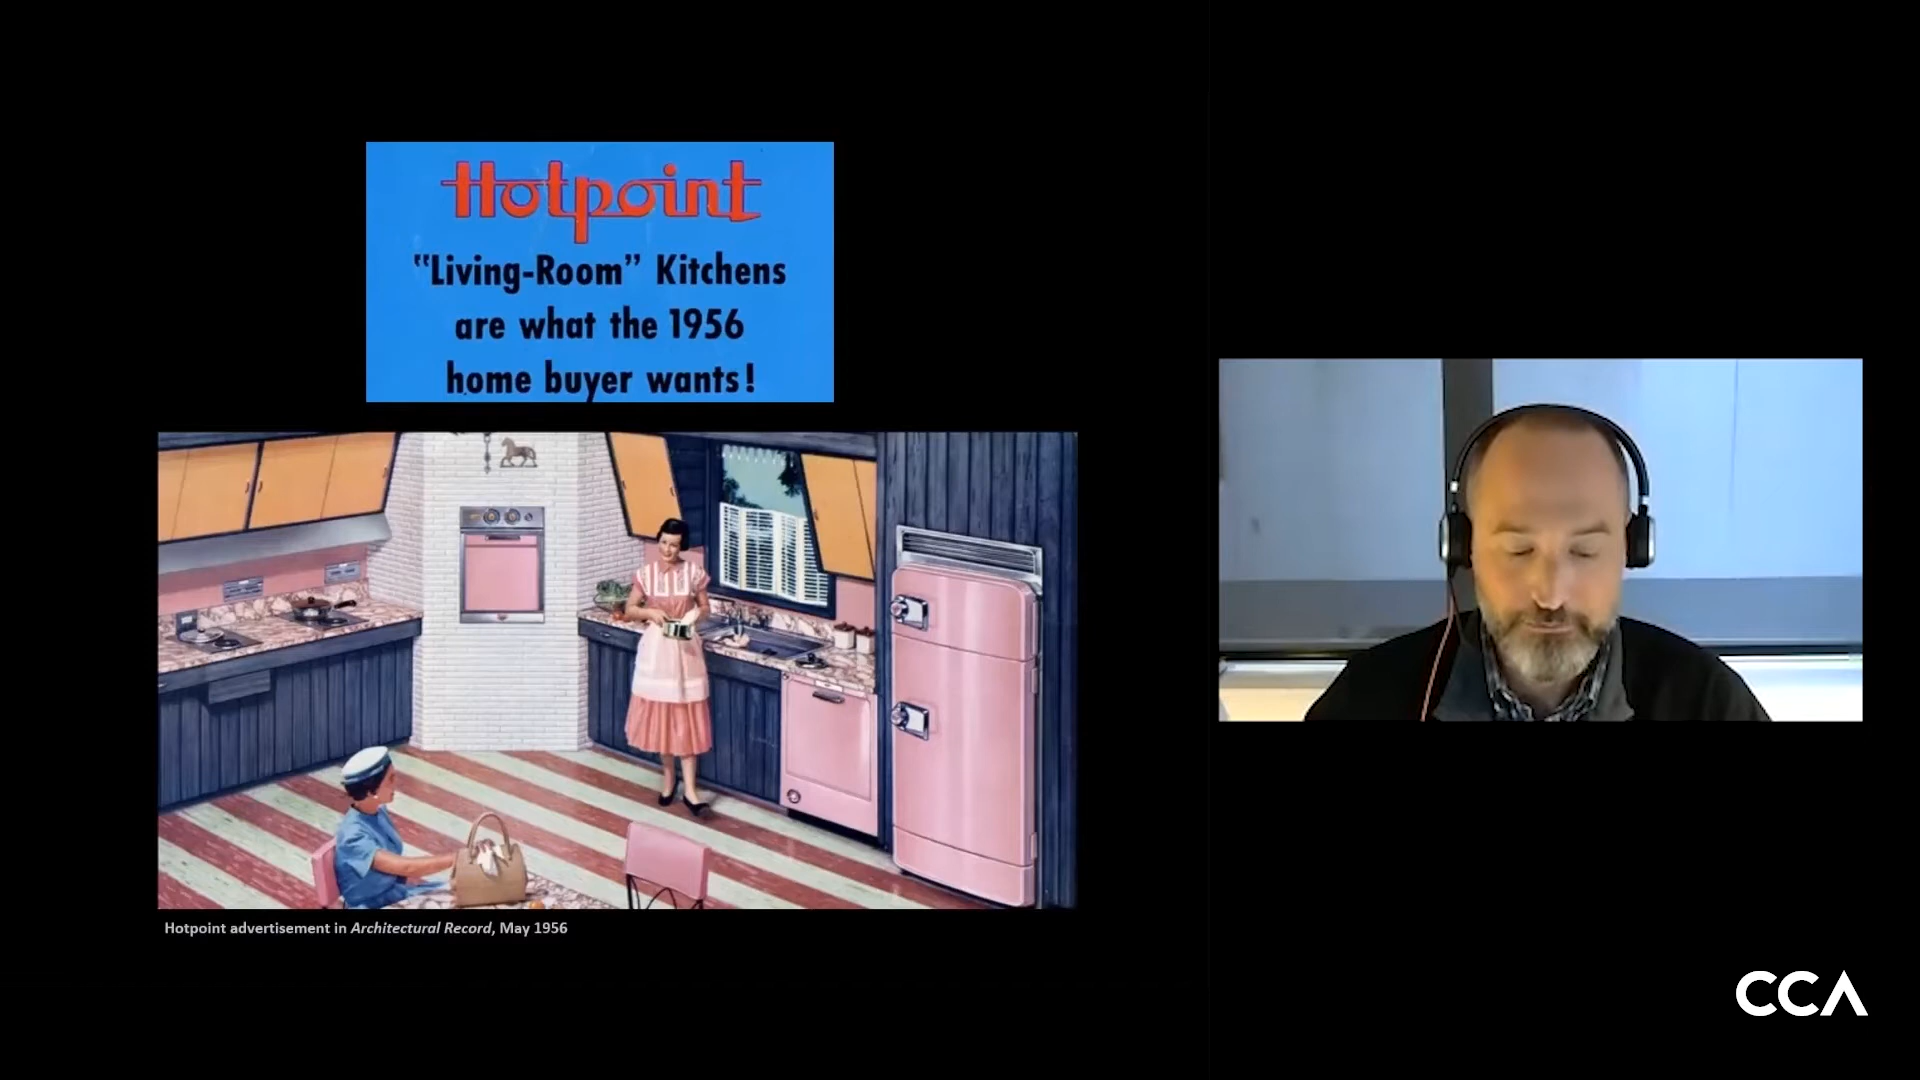 Hotpoint
“Living-Room” Kitchens
are what the 1956
home buyer wants!
Hotpoint advertisement in Architectural Record, May 1956
CCA